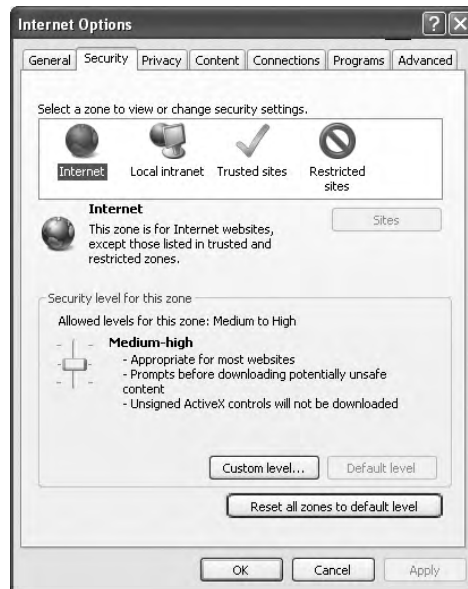 Internet Options
General Security Privacy Content Connections Programs Advanced
Select a zone to view or change security settings.
Internet Local intranet Trusted sites Restricted
sites
Internet
Sites
This zone is for Internet websites,
except those listed in trusted and
restricted zones.
Security level for this zone
Allowed levels for this zone: Medium to High
Medium-high
- Appropriate for most websites
- Prompts before downloading potentially unsafe
content
- Unsigned ActiveX controls will not be downloaded
Custom level... Default level
Reset all zones to default level
OK Cancel Apply